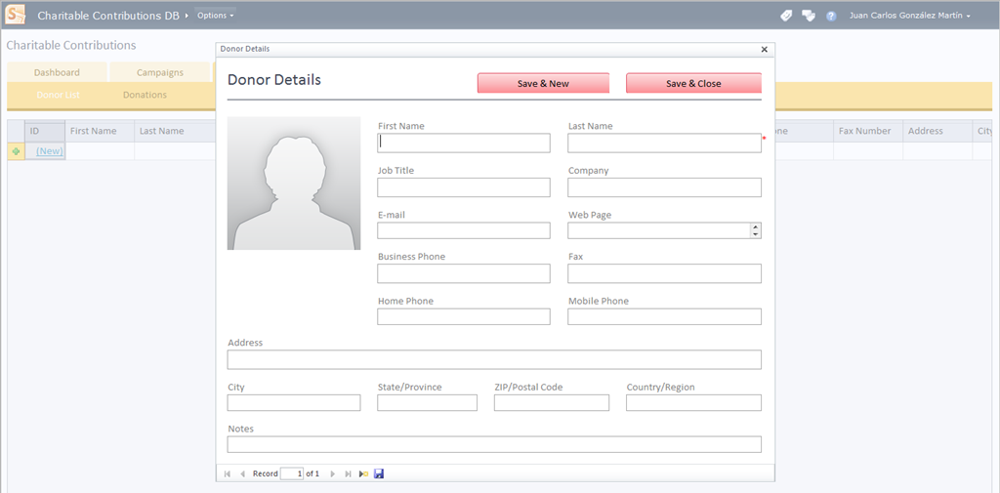 Charitable Contributions DB Options Juan Carlos González Martín
Charitable Contributions
Dashboard Campaigns
Donor List Donations
ID First Name Last Name one Fax Number Address City
(New)
Donor Details
Donor Details Save & New Save & Close
First Name Last Name
*
Job Title Company
E-mail Web Page
Business Phone Fax
Home Phone Mobile Phone
Address
City State/Province ZIP/Postal Code Country/Region
Notes
Record 1 of 1